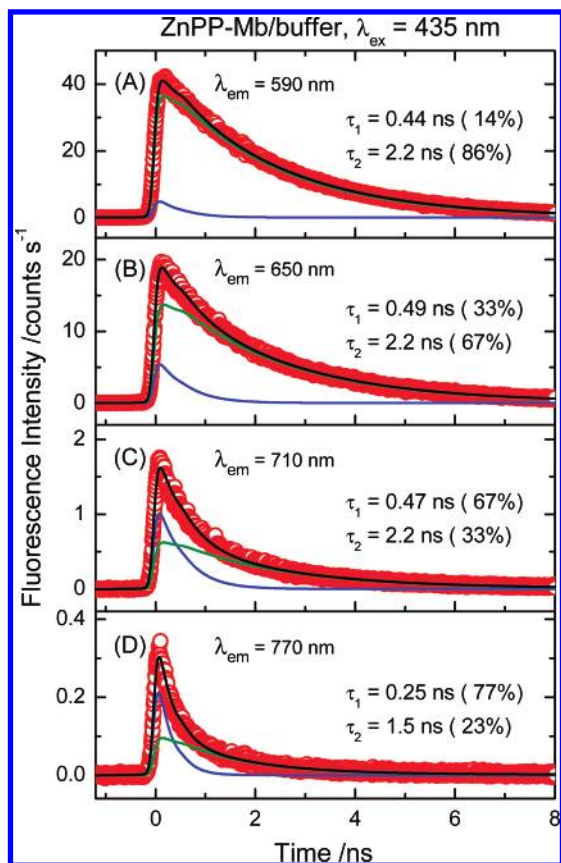 ZnPP-Mb/buffer, λex = 435 nm
(A) λem = 590 nm
τ1 = 0.44 ns ( 14%)
τ2 = 2.2 ns ( 86%)
40
20
0
(B) λem = 650 nm
τ1 = 0.49 ns ( 33%)
τ2 = 2.2 ns ( 67%)
20
10
0
(C) λem = 710 nm
τ1 = 0.47 ns ( 67%)
τ2 = 2.2 ns ( 33%)
2
1
0
(D) λem = 770 nm
τ1 = 0.25 ns ( 77%)
τ2 = 1.5 ns ( 23%)
0.4
0.2
0.0
Fluorescence Intensity /counts s⁻¹
0 2 4 6 8
Time /ns